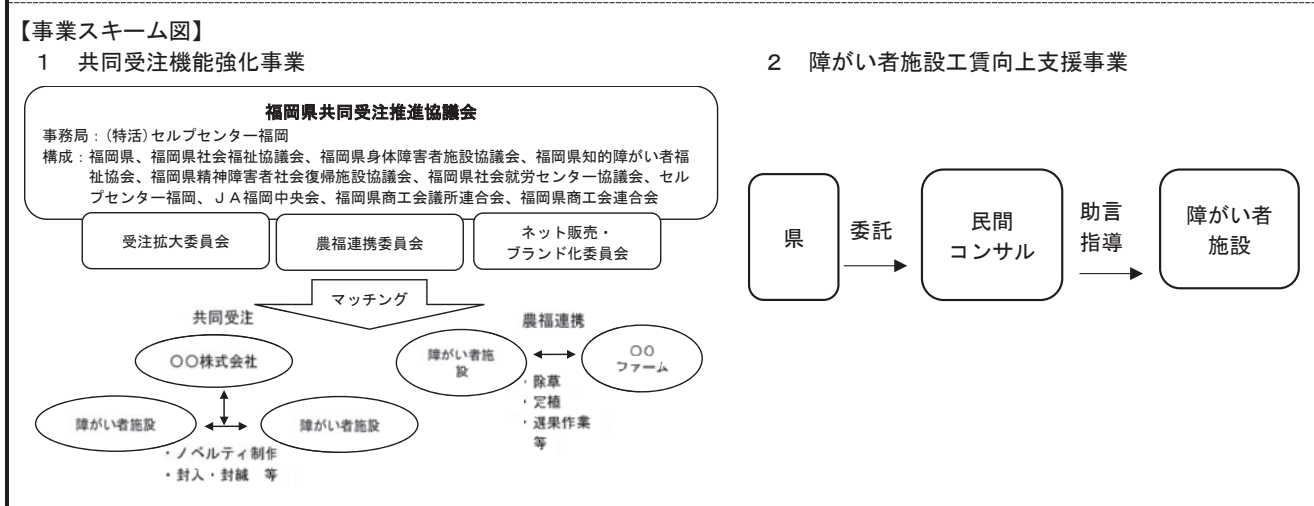 【事業スキーム図】
1　共同受注機能強化事業
福岡県共同受注推進協議会
事務局：(特活)セルプセンター福岡
構成：福岡県、福岡県社会福祉協議会、福岡県身体障害者施設協議会、福岡県知的障がい者福
祉協会、福岡県精神障害者社会復帰施設協議会、福岡県社会就労センター協議会、セル
プセンター福岡、ＪＡ福岡中央会、福岡県商工会議所連合会、福岡県商工会連合会
受注拡大委員会
農福連携委員会
ネット販売・
ブランド化委員会
マッチング
共同受注
〇〇株式会社
障がい者施設
障がい者施設
・ノベルティ制作
・封入・封緘　等
農福連携
障がい者施
設
〇〇
ファーム
・除草
・定植
・選果作業
等
2　障がい者施設工賃向上支援事業
県
委託
民間
コンサル
助言
指導
障がい者
施設